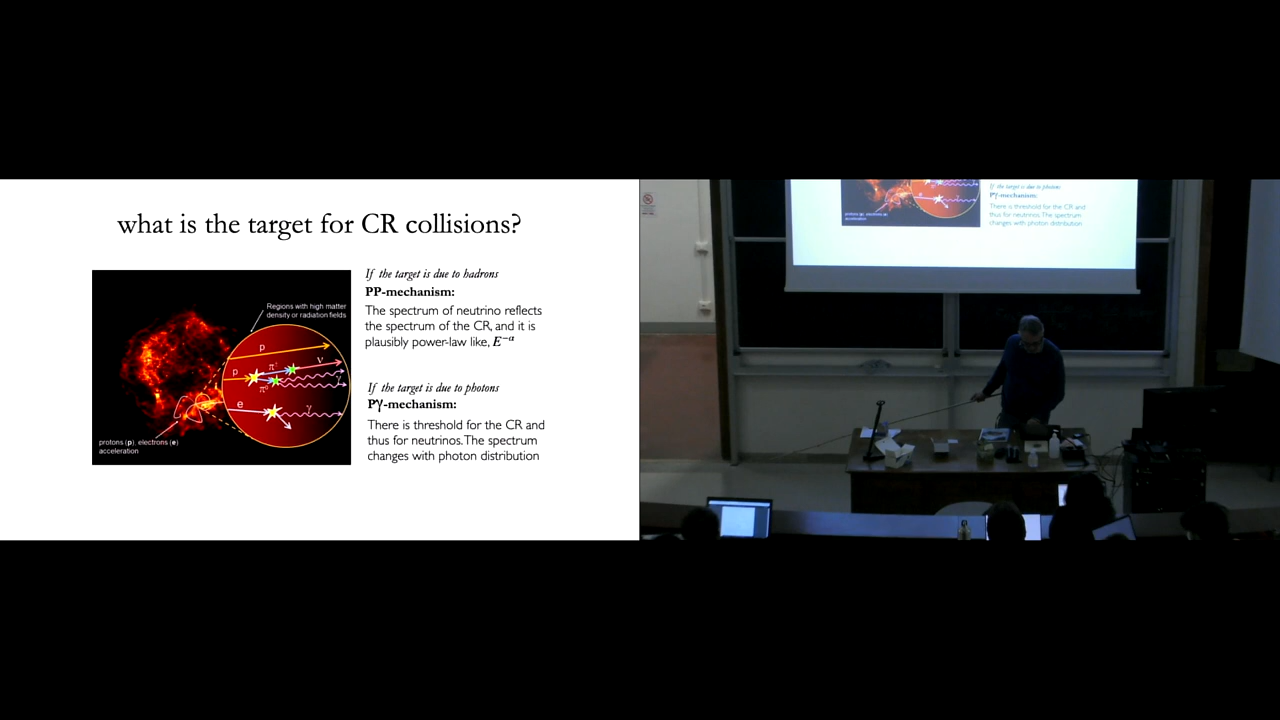 what is the target for CR collisions?
If the target is due to hadrons
PP-mechanism:
The spectrum of neutrino reflects
the spectrum of the CR, and it is
plausibly power-law like, E^−α
If the target is due to photons
Pγ-mechanism:
There is threshold for the CR and
thus for neutrinos. The spectrum
changes with photon distribution
Regions with high matter
density or radiation fields
p
p
π
ν
π
γ
e
γ
protons (p), electrons (e)
acceleration
If the target is due to photons
Pγ-mechanism:
There is threshold for the CR and
thus for neutrinos. The spectrum
changes with photon distribution
protons (p), electrons (e)
acceleration